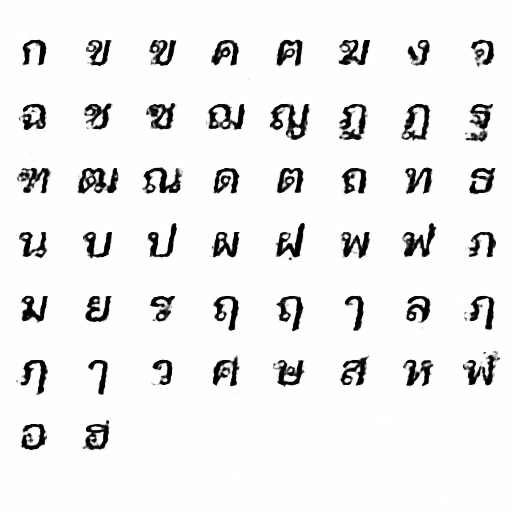 ก ข ฃ ค ฅ ฆ ง จ
ฉ ช ซ ฌ ญ ฎ ฏ ฐ
ฑ ฒ ณ ด ต ถ ท ธ
น บ ป ผ ฝ พ ฟ ภ
ม ย ร ฤ ฤ ๅ ล ฦ
ฦ ๅ ว ศ ษ ส ห ฬ
อ ฮ